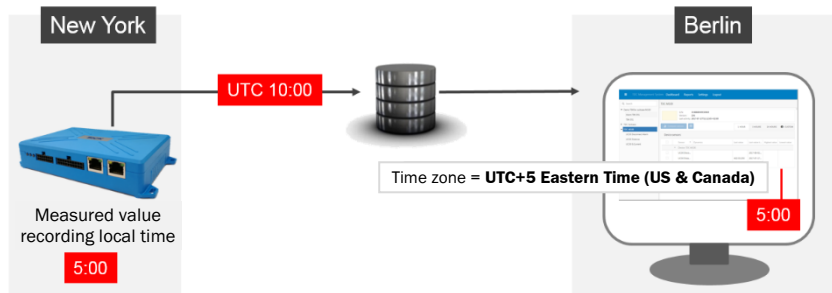 New York
Berlin
UTC 10:00
Time zone = UTC+5 Eastern Time (US & Canada)
Measured value
recording local time
5:00
5:00